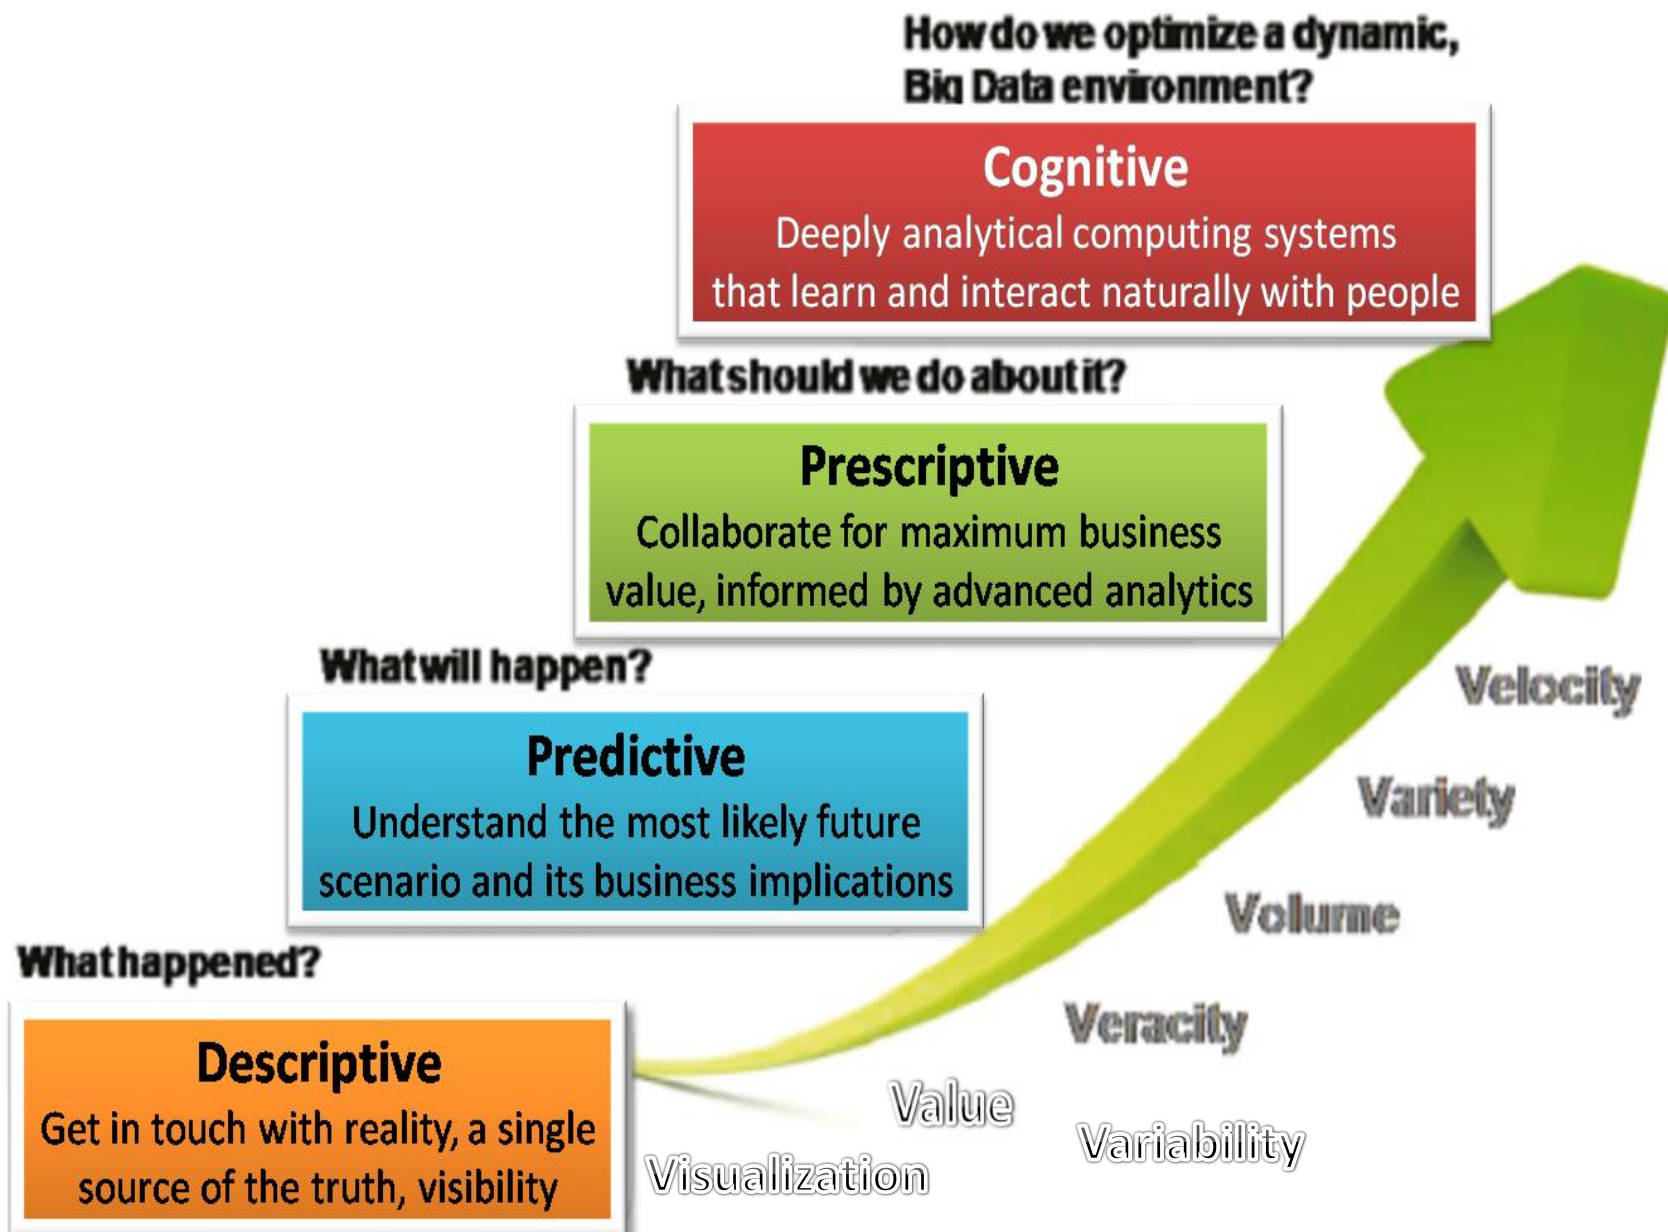 How do we optimize a dynamic,
Big Data environment?
Cognitive
Deeply analytical computing systems
that learn and interact naturally with people
What should we do about it?
Prescriptive
Collaborate for maximum business
value, informed by advanced analytics
What will happen?
Predictive
Understand the most likely future
scenario and its business implications
What happened?
Descriptive
Get in touch with reality, a single
source of the truth, visibility
Velocity
Variety
Volume
Veracity
Value
Variability
Visualization